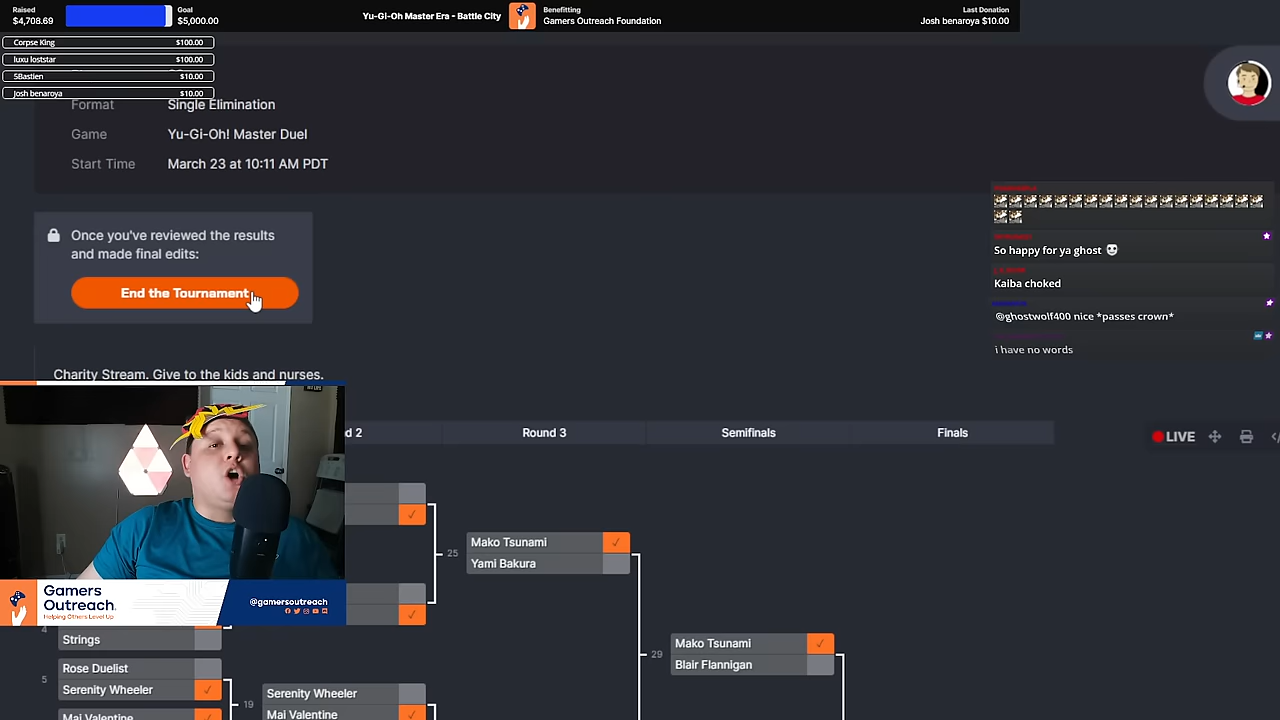 Raised
$4,708.69
Goal
$5,000.00
Yu-Gi-Oh Master Era - Battle City
Benefitting
Gamers Outreach Foundation
Last Donation
Josh benaroya $10.00
Corpse King $100.00
luxu loststar $100.00
5Bastien $10.00
Josh benaroya $10.00
Format Single Elimination
Game Yu-Gi-Oh! Master Duel
Start Time March 23 at 10:11 AM PDT
Once you've reviewed the results
and made final edits:
End the Tournament
So happy for ya ghost
Kaiba choked
@ghostwolf400 nice *passes crown*
i have no words
Charity Stream. Give to the kids and nurses.
d 2
Round 3
Semifinals
Finals
LIVE
25
Mako Tsunami
Yami Bakura
Gamers
Outreach
Helping Others Level Up
@gamersoutreach
4
Strings
29
Mako Tsunami
Blair Flannigan
5
Rose Duelist
Serenity Wheeler
19
Serenity Wheeler
Mai Valentine
Mai Valentine